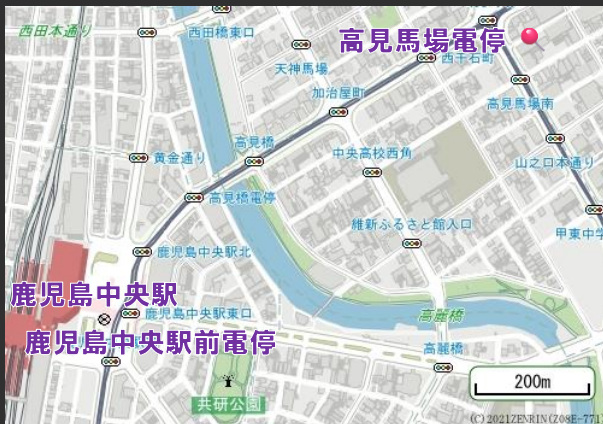 西田本通り
西田橋東口
高見馬場電停
天神馬場
西千石町
加治屋町
高見馬場南
高見橋
黄金通り
中央高校西角
山之口本通り
高見橋電停
維新ふるさと館入口
甲東中学
鹿児島中央駅北
鹿児島中央駅
鹿児島中央駅東口
高麗橋
鹿児島中央駅前電停
高麗橋
200m
共研公園
(C) 2021ZENRIN(Z08E-771)